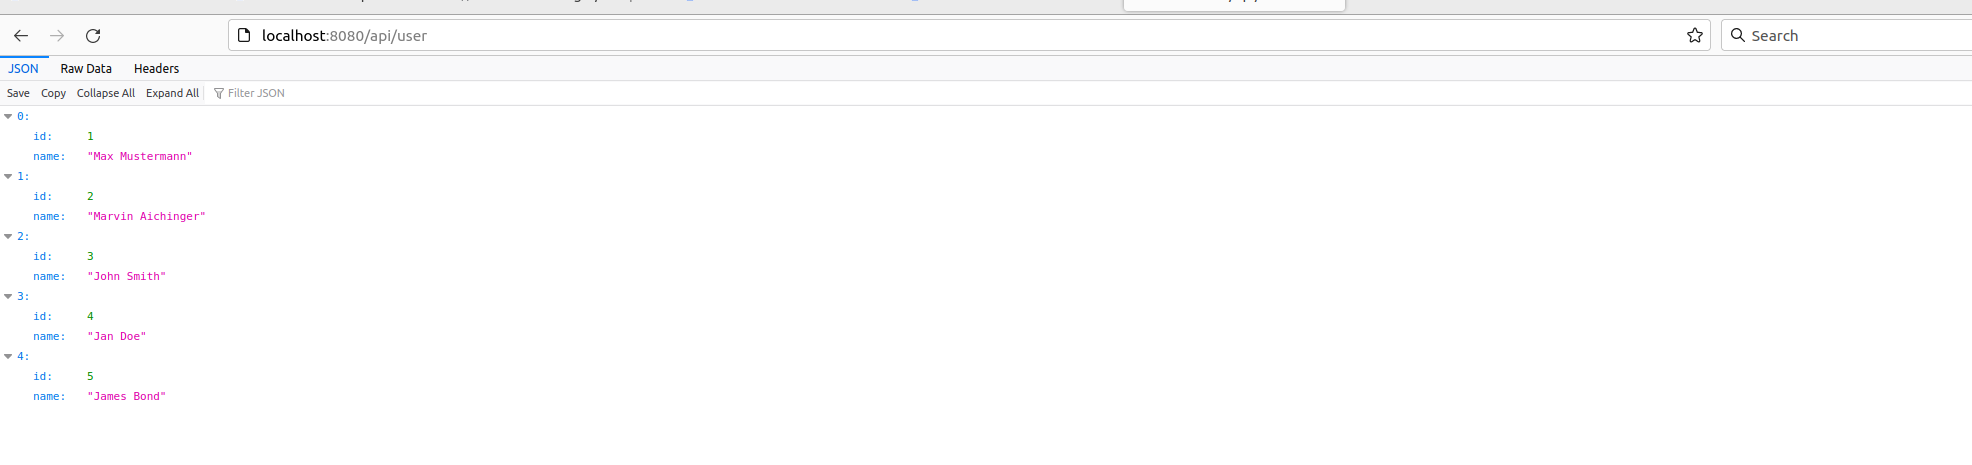 localhost:8080/api/user
Search
JSON Raw Data Headers
Save Copy Collapse All Expand All Filter JSON
0:
id: 1
name: "Max Mustermann"
1:
id: 2
name: "Marvin Aichinger"
2:
id: 3
name: "John Smith"
3:
id: 4
name: "Jan Doe"
4:
id: 5
name: "James Bond"